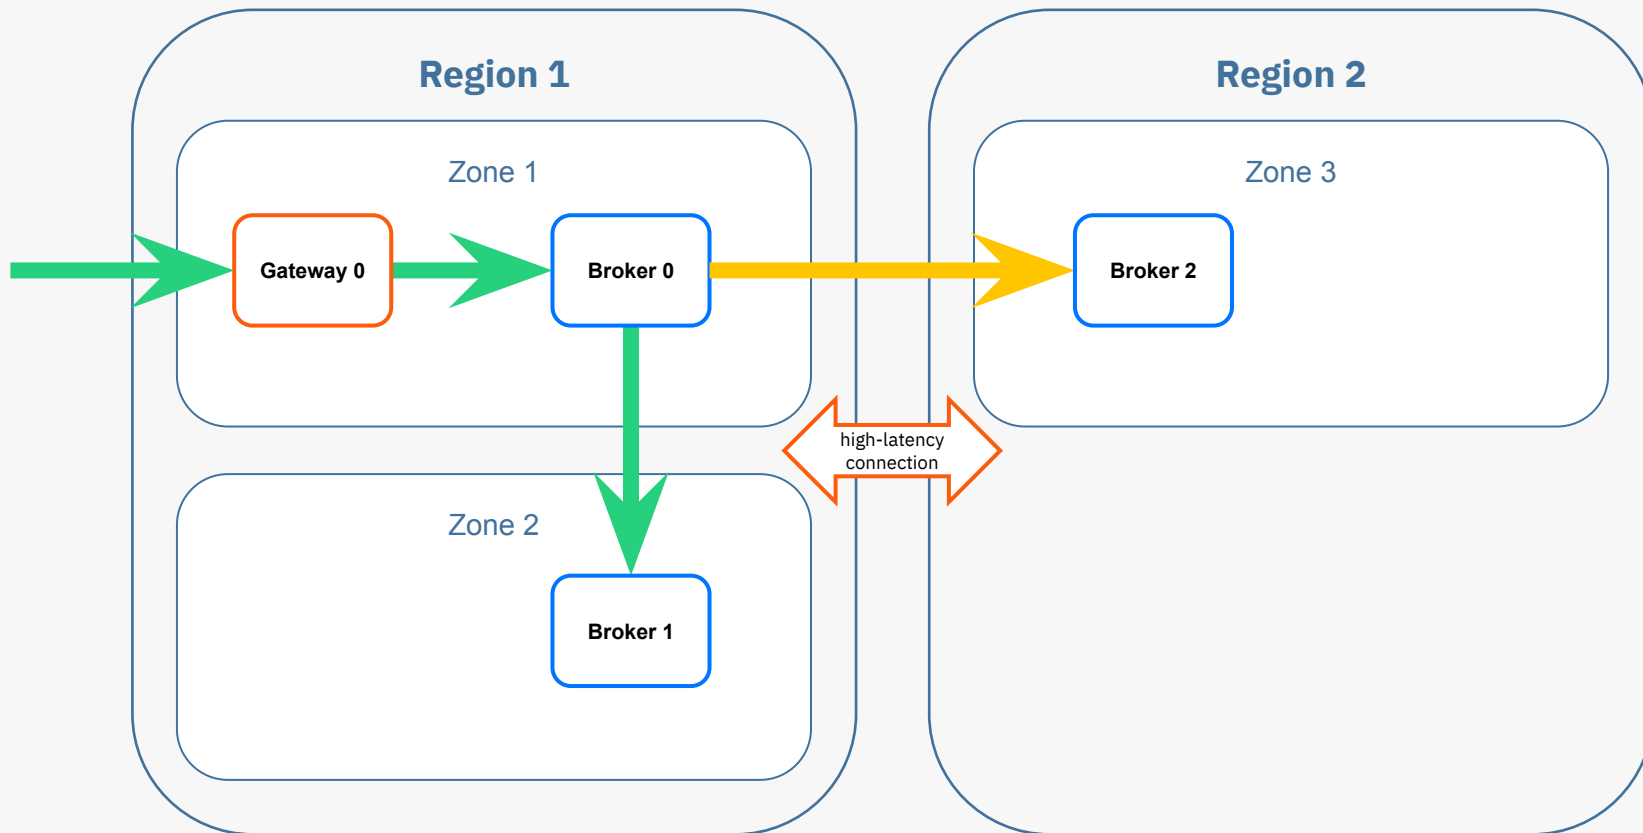 Region 1
Region 2
Zone 1
Zone 3
Gateway 0
Broker 0
Broker 2
high-latency
connection
Zone 2
Broker 1